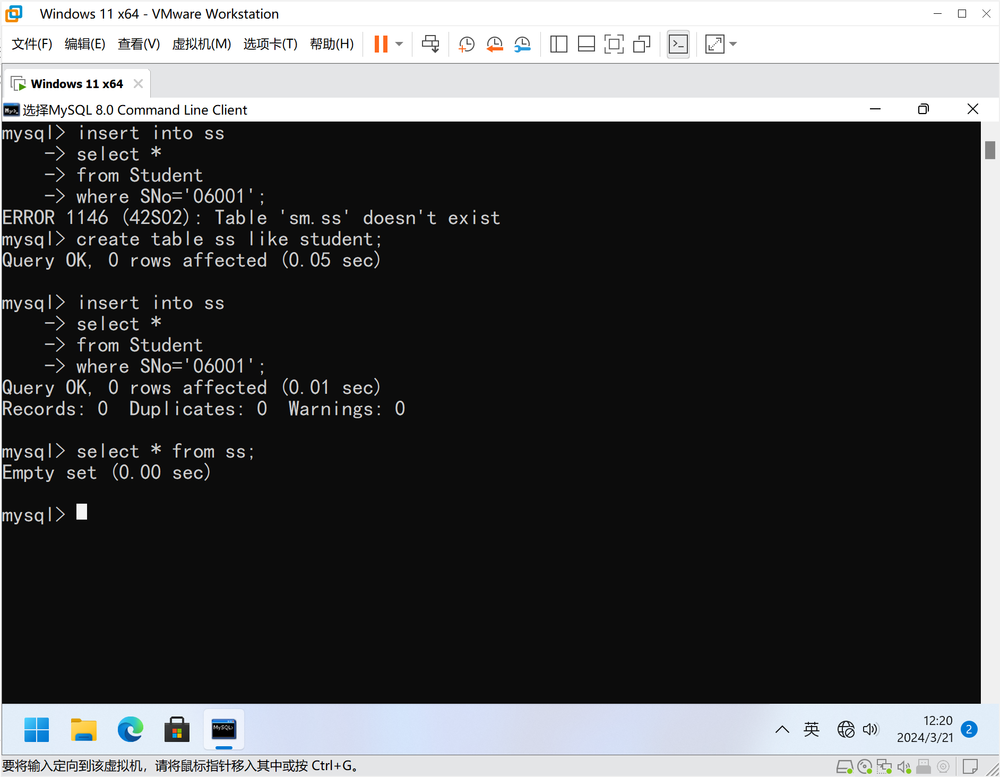 Windows 11 x64 - VMware Workstation
文件(F) 编辑(E) 查看(V) 虚拟机(M) 选项卡(T) 帮助(H)
Windows 11 x64
选择MySQL 8.0 Command Line Client
mysql> insert into ss
    -> select *
    -> from Student
    -> where SNo='06001';
ERROR 1146 (42S02): Table 'sm.ss' doesn't exist
mysql> create table ss like student;
Query OK, 0 rows affected (0.05 sec)
mysql> insert into ss
    -> select *
    -> from Student
    -> where SNo='06001';
Query OK, 0 rows affected (0.01 sec)
Records: 0  Duplicates: 0  Warnings: 0
mysql> select * from ss;
Empty set (0.00 sec)
mysql>
MySQL>
英
12:20
2024/3/21
2
要将输入定向到该虚拟机，请将鼠标指针移入其中或按 Ctrl+G。